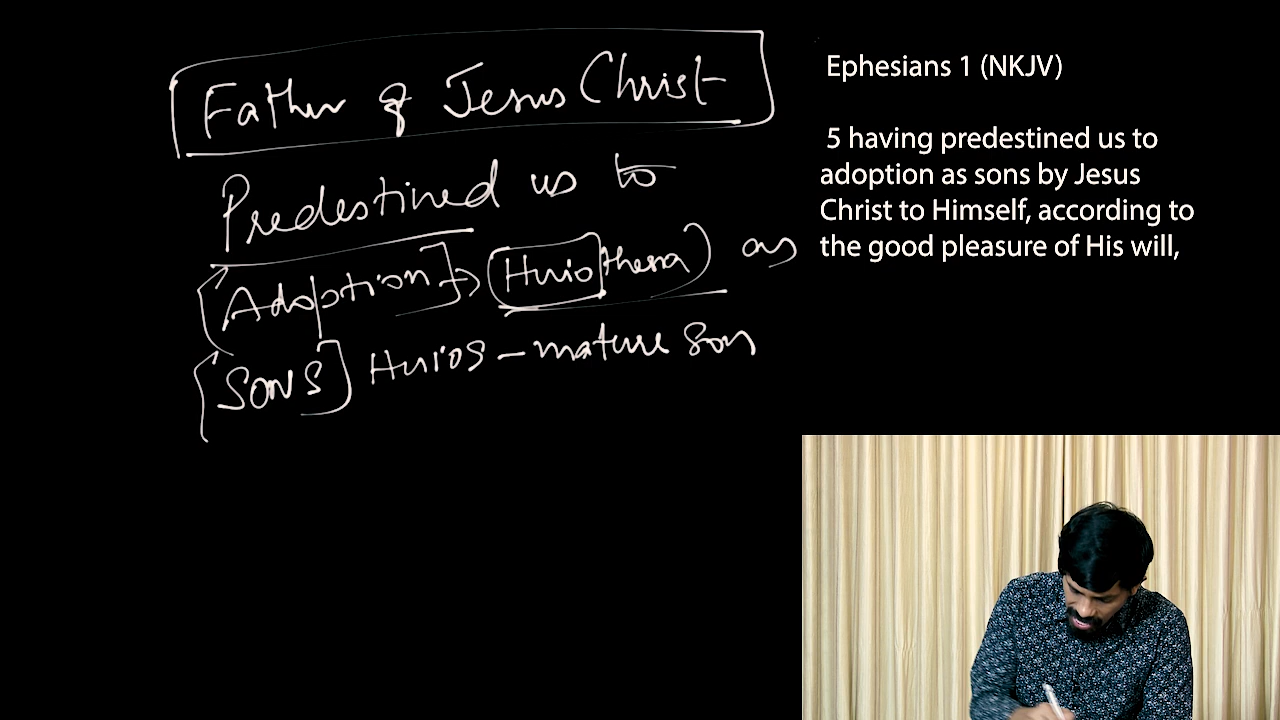 Father of Jesus Christ
Predestined us to
[Adoption] → (Huiothesia) as
[SONS] Huios - mature son
Ephesians 1 (NKJV)
5 having predestined us to
adoption as sons by Jesus
Christ to Himself, according to
the good pleasure of His will,